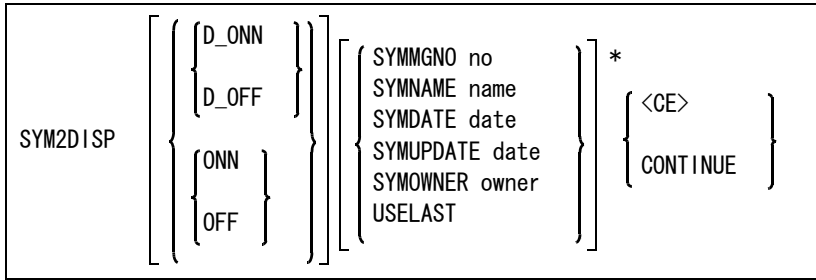 SYM2DISP
D_ONN
D_OFF
ONN
OFF
SYMMGNO no
SYMNAME name
SYMDATE date
SYMUPDATE date
SYMOWNER owner
USELAST
*
<CE>
CONTINUE